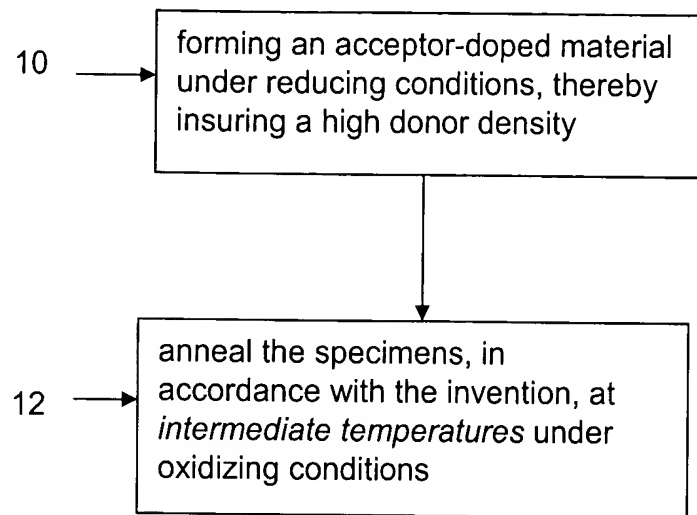 10
forming an acceptor-doped material
under reducing conditions, thereby
insuring a high donor density
12
anneal the specimens, in
accordance with the invention, at
intermediate temperatures under
oxidizing conditions